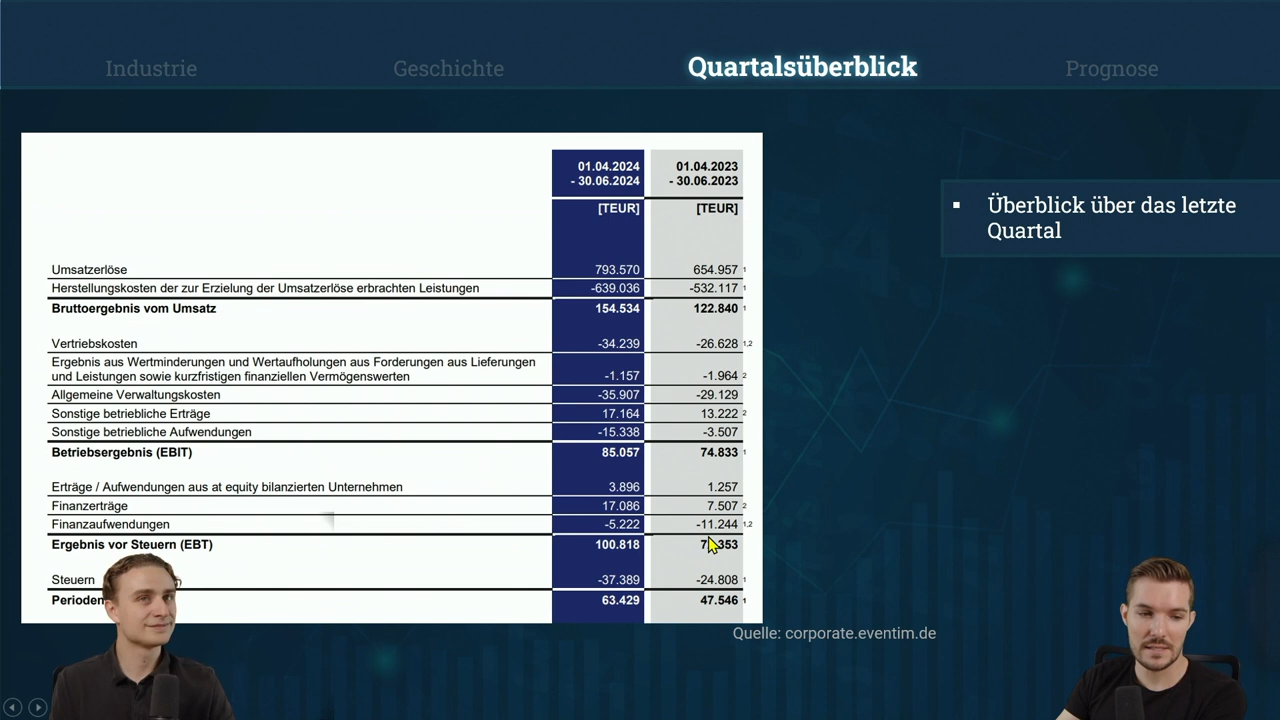 Industrie
Geschichte
Quartalsüberblick
Prognose
01.04.2024 01.04.2023
- 30.06.2024 - 30.06.2023
[TEUR] [TEUR]
Umsatzerlöse 793.570 654.957 1
Herstellungskosten der zur Erzielung der Umsatzerlöse erbrachten Leistungen -639.036 -532.117 1
Bruttoergebnis vom Umsatz 154.534 122.840 1
Vertriebskosten -34.239 -26.628 1,2
Ergebnis aus Wertminderungen und Wertaufholungen aus Forderungen aus Lieferungen
und Leistungen sowie kurzfristigen finanziellen Vermögenswerten -1.157 -1.964 2
Allgemeine Verwaltungskosten -35.907 -29.129
Sonstige betriebliche Erträge 17.164 13.222 2
Sonstige betriebliche Aufwendungen -15.338 -3.507
Betriebsergebnis (EBIT) 85.057 74.833 1
Erträge / Aufwendungen aus at equity bilanzierten Unternehmen 3.896 1.257
Finanzerträge 17.086 7.507 2
Finanzaufwendungen -5.222 -11.244 1,2
Ergebnis vor Steuern (EBT) 100.818
Steuern -37.389 -24.808 1
63.429 47.546 1
▪ Überblick über das letzte
Quartal
Quelle: corporate.eventim.de